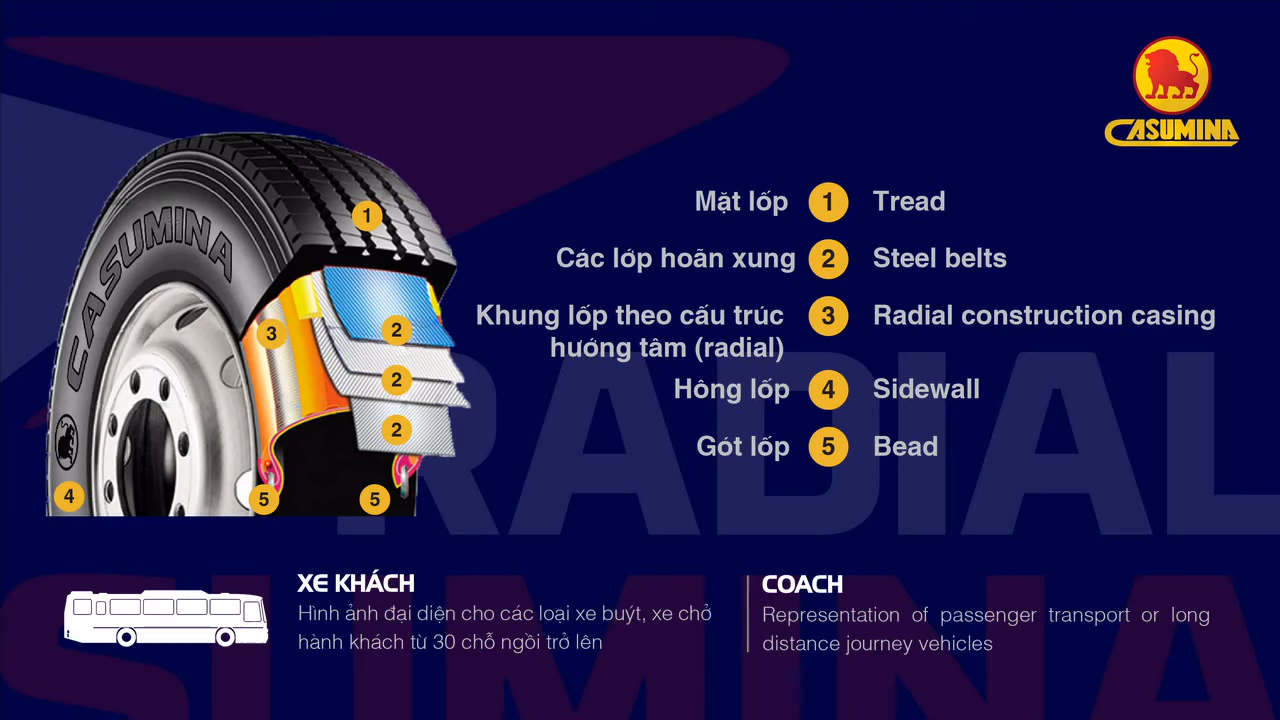 CASUMINA
CASUMINA
1
2
2
2
3
4
5
5
Mặt lốp 1 Tread
Các lớp hoãn xung 2 Steel belts
Khung lốp theo cấu trúc 3 Radial construction casing
hướng tâm (radial)
Hông lốp 4 Sidewall
Gót lốp 5 Bead
RADIAL
XE KHÁCH
Hình ảnh đại diện cho các loại xe buýt, xe chở
hành khách từ 30 chỗ ngồi trở lên
COACH
Representation of passenger transport or long
distance journey vehicles
SUMINA